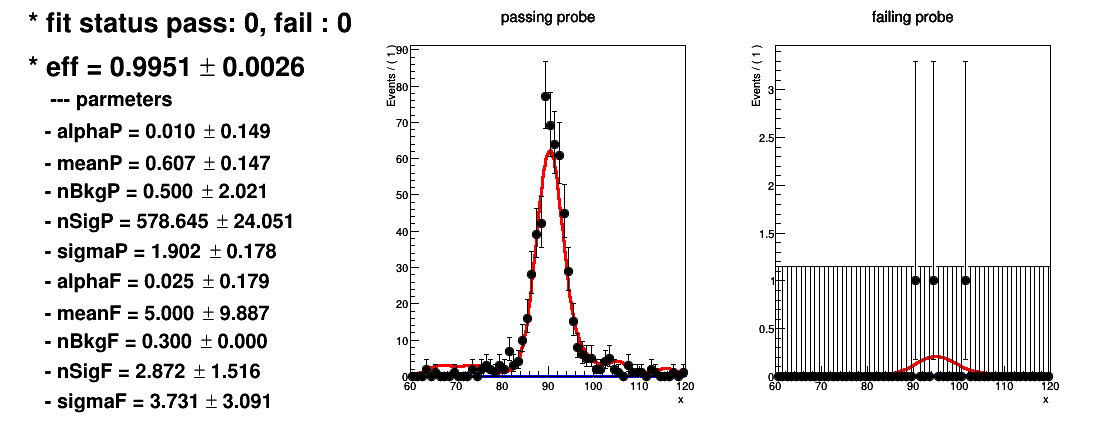 * fit status pass: 0, fail : 0
* eff = 0.9951 ± 0.0026
--- parmeters
- alphaP = 0.010 ± 0.149
- meanP = 0.607 ± 0.147
- nBkgP = 0.500 ± 2.021
- nSigP = 578.645 ± 24.051
- sigmaP = 1.902 ± 0.178
- alphaF = 0.025 ± 0.179
- meanF = 5.000 ± 9.887
- nBkgF = 0.300 ± 0.000
- nSigF = 2.872 ± 1.516
- sigmaF = 3.731 ± 3.091
passing probe
Events / ( 1 )
90
80
70
60
50
40
30
20
10
0
60 70 80 90 100 110 120
x
failing probe
Events / ( 1 )
3
2.5
2
1.5
1
0.5
0
60 70 80 90 100 110 120
x